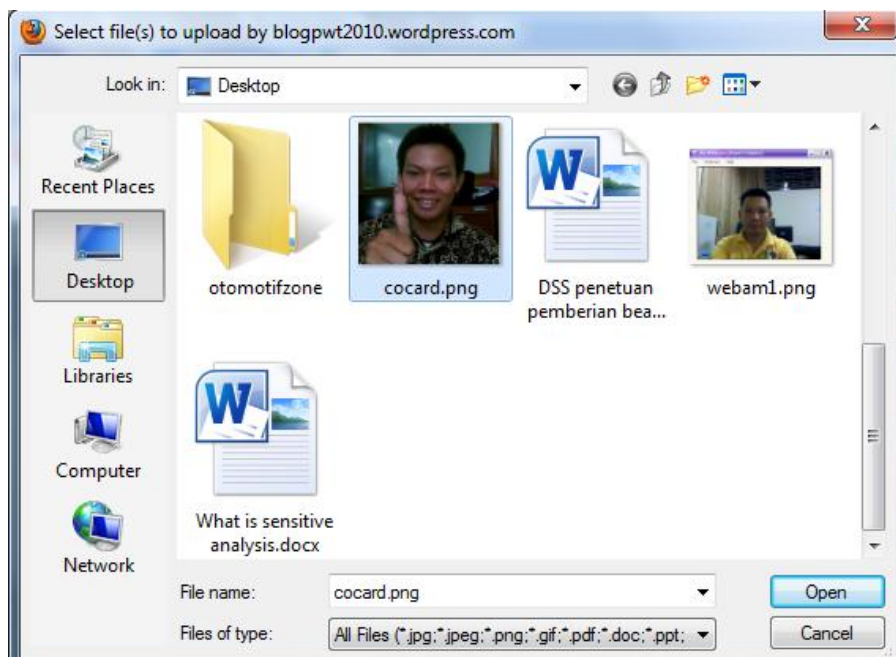 Select file(s) to upload by blogpwt2010.wordpress.com
Look in:
Desktop
Recent Places
Desktop
Libraries
Computer
Network
otomotifzone
cocard.png
DSS penetuan
pemberian bea...
webam1.png
What is sensitive
analysis.docx
File name:
cocard.png
Open
Files of type:
All Files (*.jpg;*.jpeg;*.png;*.gif;*.pdf;*.doc;*.ppt;
Cancel